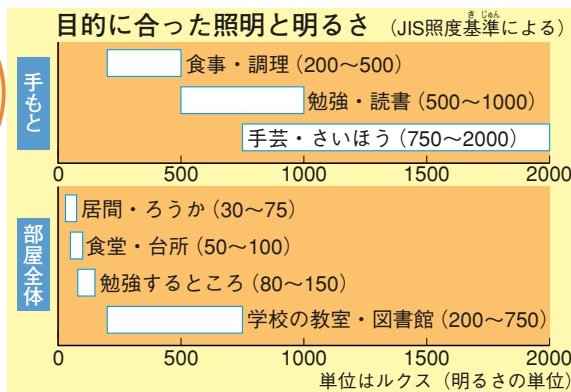 目的に合った照明と明るさ (JIS照度基準による)
き じゅん
手もと
食事・調理(200〜500)
勉強・読書(500〜1000)
手芸・さいほう(750〜2000)
0 500 1000 1500 2000
部屋全体
居間・ろうか(30〜75)
食堂・台所(50〜100)
勉強するところ(80〜150)
学校の教室・図書館(200〜750)
0 500 1000 1500 2000
単位はルクス(明るさの単位)